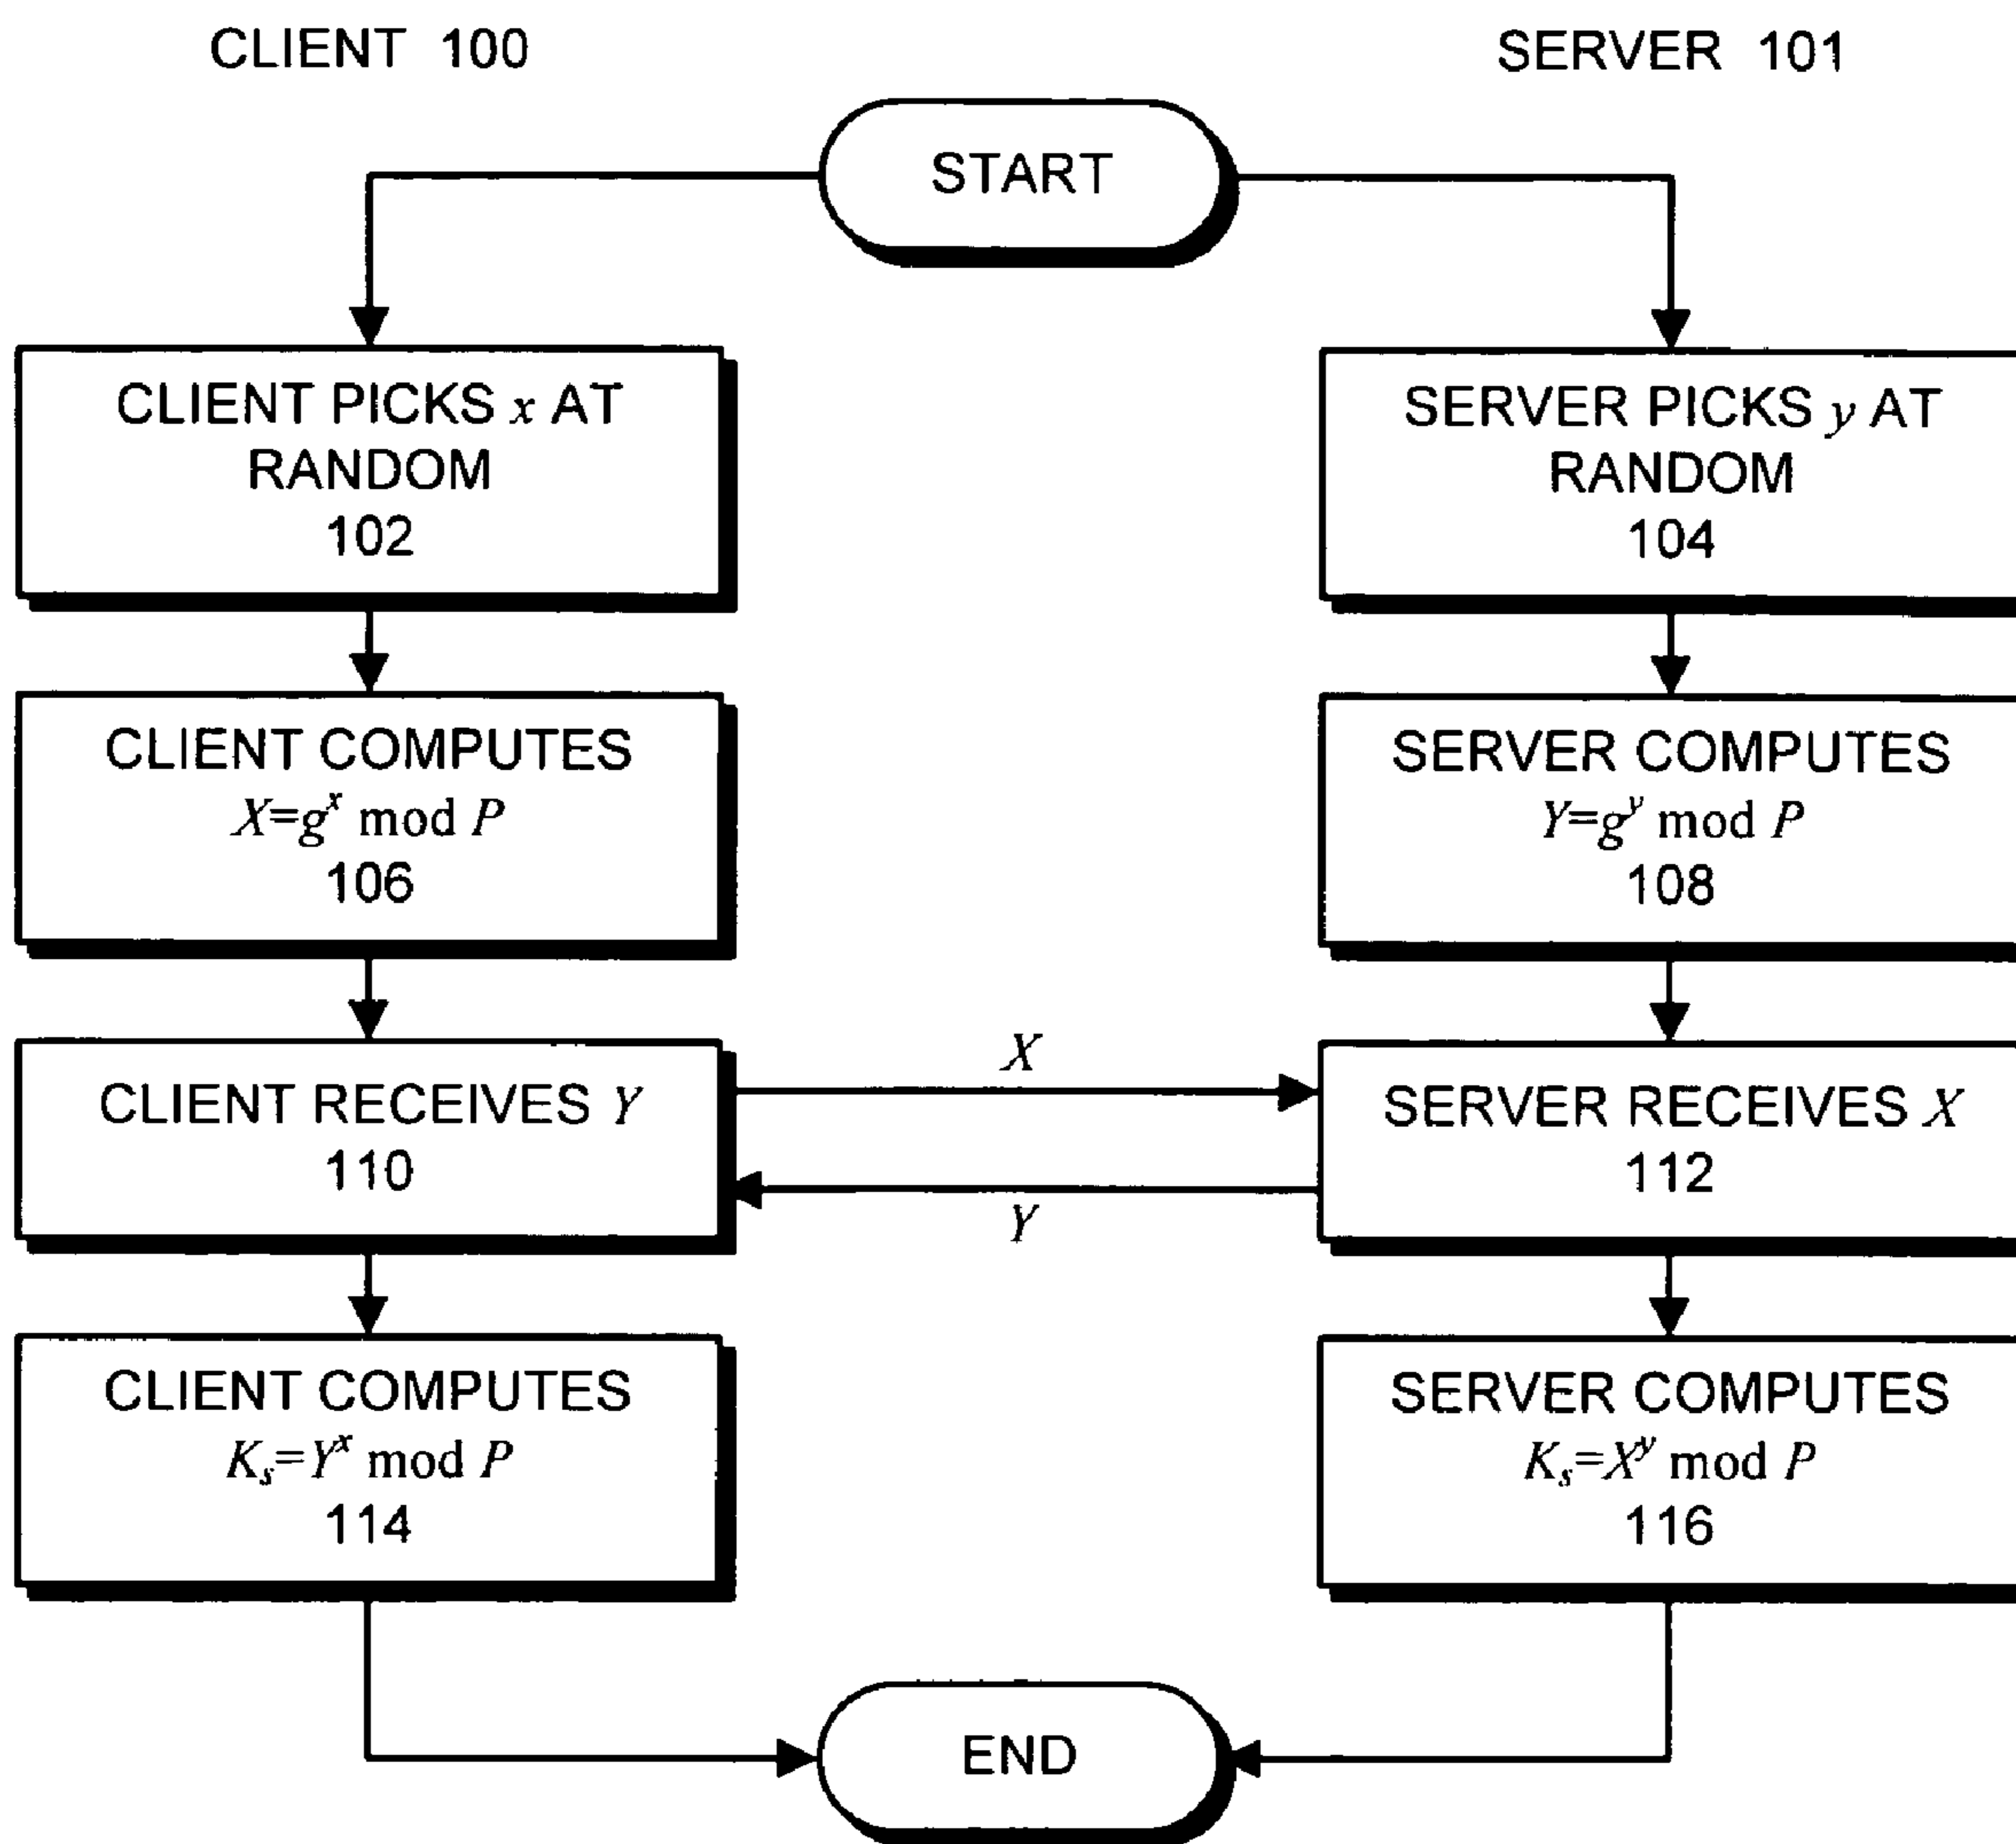 CLIENT 100
SERVER 101
START
CLIENT PICKS x AT
RANDOM
102
SERVER PICKS y AT
RANDOM
104
CLIENT COMPUTES
X=g^x mod P
106
SERVER COMPUTES
Y=g^y mod P
108
CLIENT RECEIVES Y
110
X
Y
SERVER RECEIVES X
112
CLIENT COMPUTES
K_s=Y^x mod P
114
SERVER COMPUTES
K_s=X^y mod P
116
END